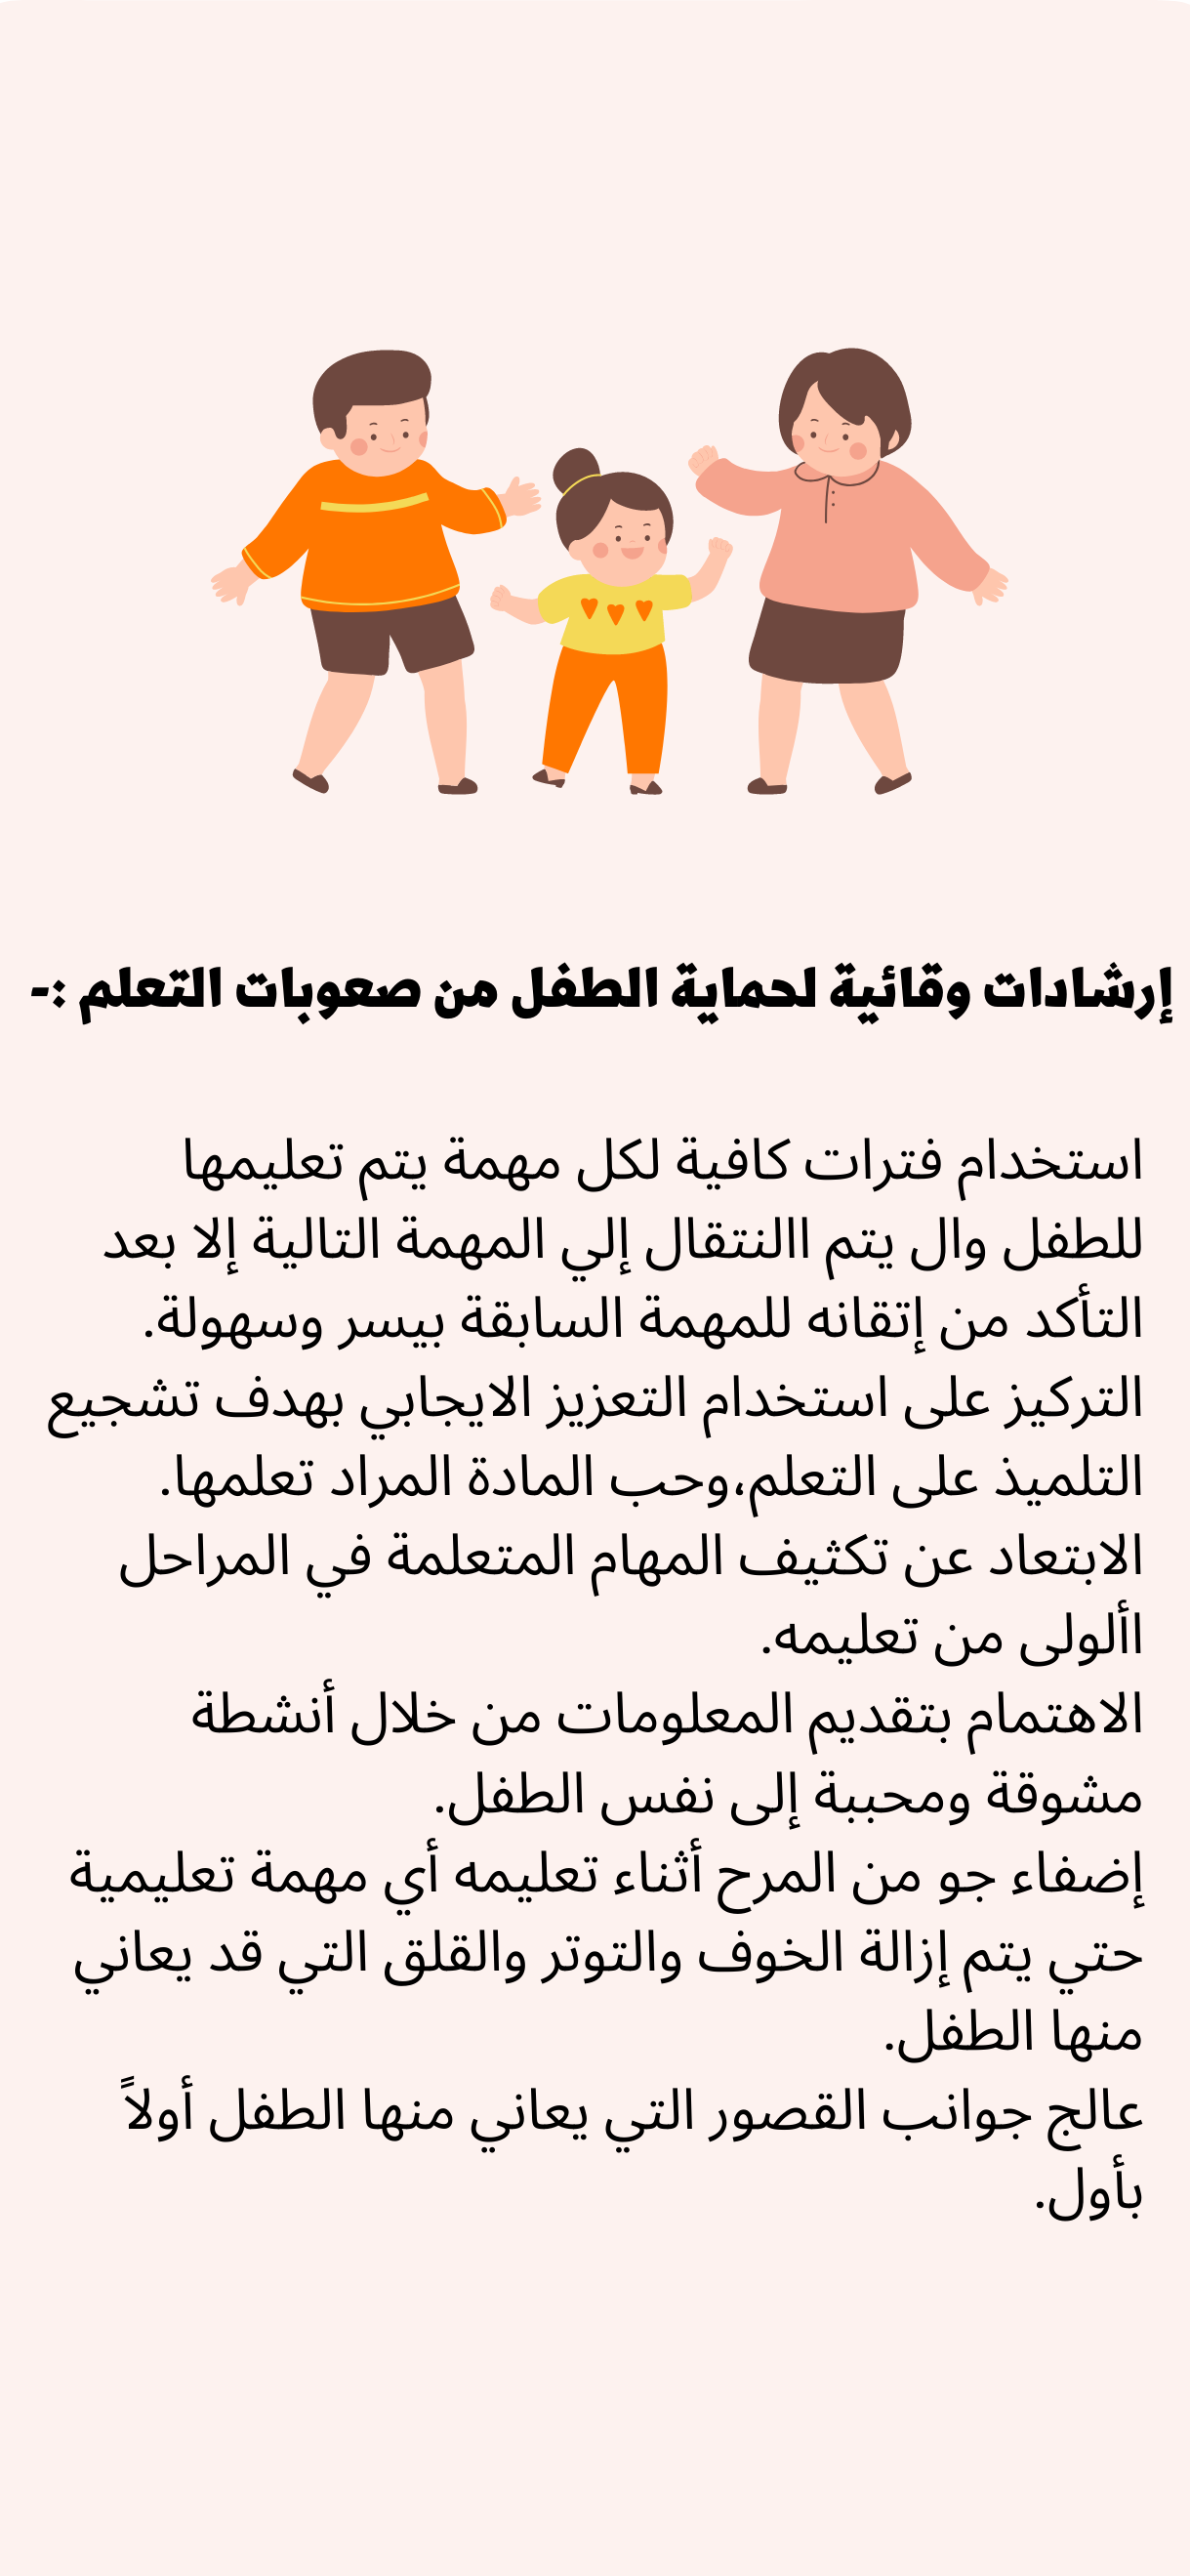 إرشادات وقائية لحماية الطفل من صعوبات التعلم :-
استخدام فترات كافية لكل مهمة يتم تعليمها
للطفل وال يتم االنتقال إلي المهمة التالية إلا بعد
التأكد من إتقانه للمهمة السابقة بيسر وسهولة.
التركيز على استخدام التعزيز الايجابي بهدف تشجيع
التلميذ على التعلم،وحب المادة المراد تعلمها.
الابتعاد عن تكثيف المهام المتعلمة في المراحل
األولى من تعليمه.
الاهتمام بتقديم المعلومات من خلال أنشطة
مشوقة ومحببة إلى نفس الطفل.
إضفاء جو من المرح أثناء تعليمه أي مهمة تعليمية
حتي يتم إزالة الخوف والتوتر والقلق التي قد يعاني
منها الطفل.
عالج جوانب القصور التي يعاني منها الطفل أولاً
بأول.